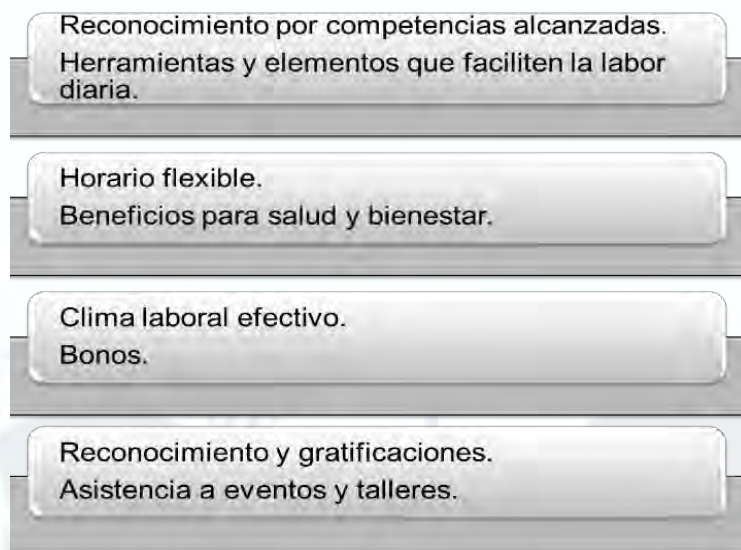 Reconocimiento por competencias alcanzadas.
Herramientas y elementos que faciliten la labor
diaria.
Horario flexible.
Beneficios para salud y bienestar.
Clima laboral efectivo.
Bonos.
Reconocimiento y gratificaciones.
Asistencia a eventos y talleres.